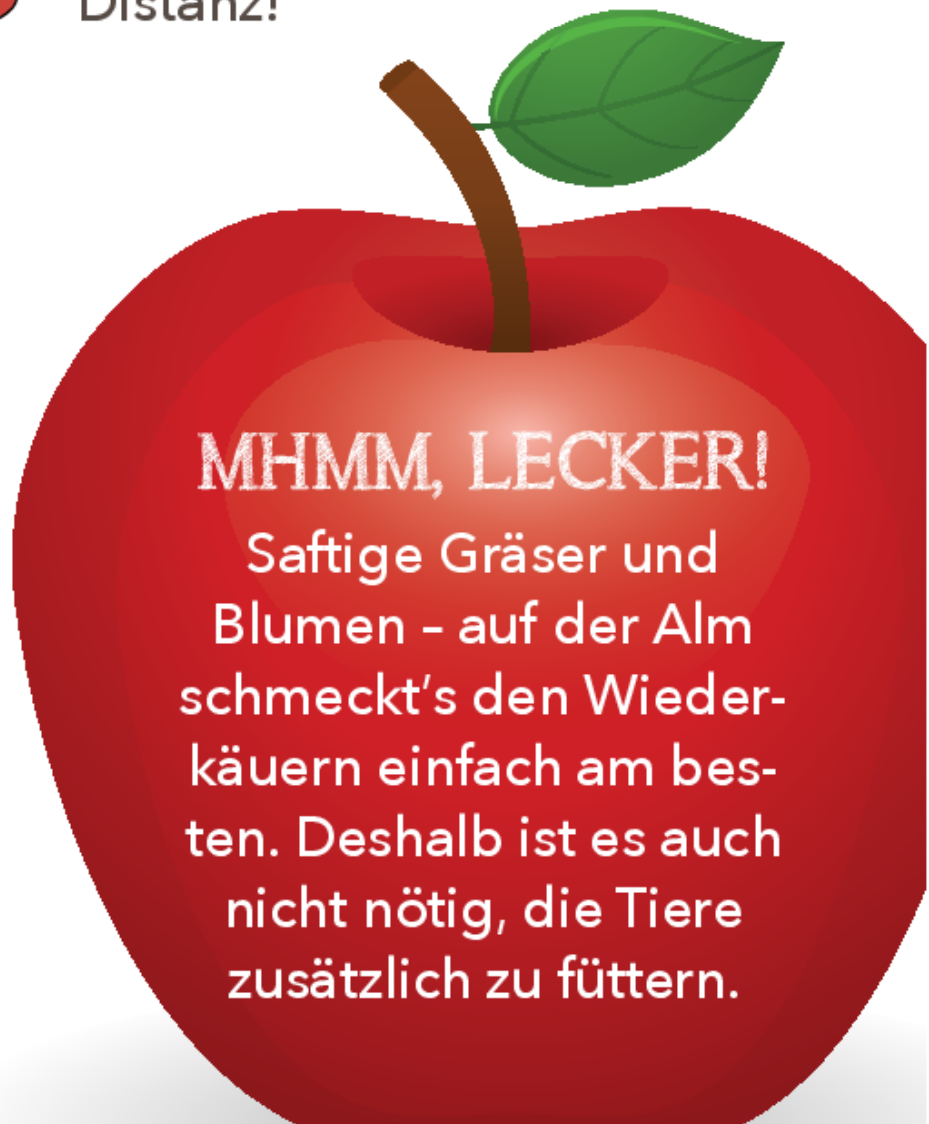 Distanz!
MHMM, LECKER!
Saftige Gräser und
Blumen – auf der Alm
schmeckt's den Wieder-
käuern einfach am bes-
ten. Deshalb ist es auch
nicht nötig, die Tiere
zusätzlich zu füttern.